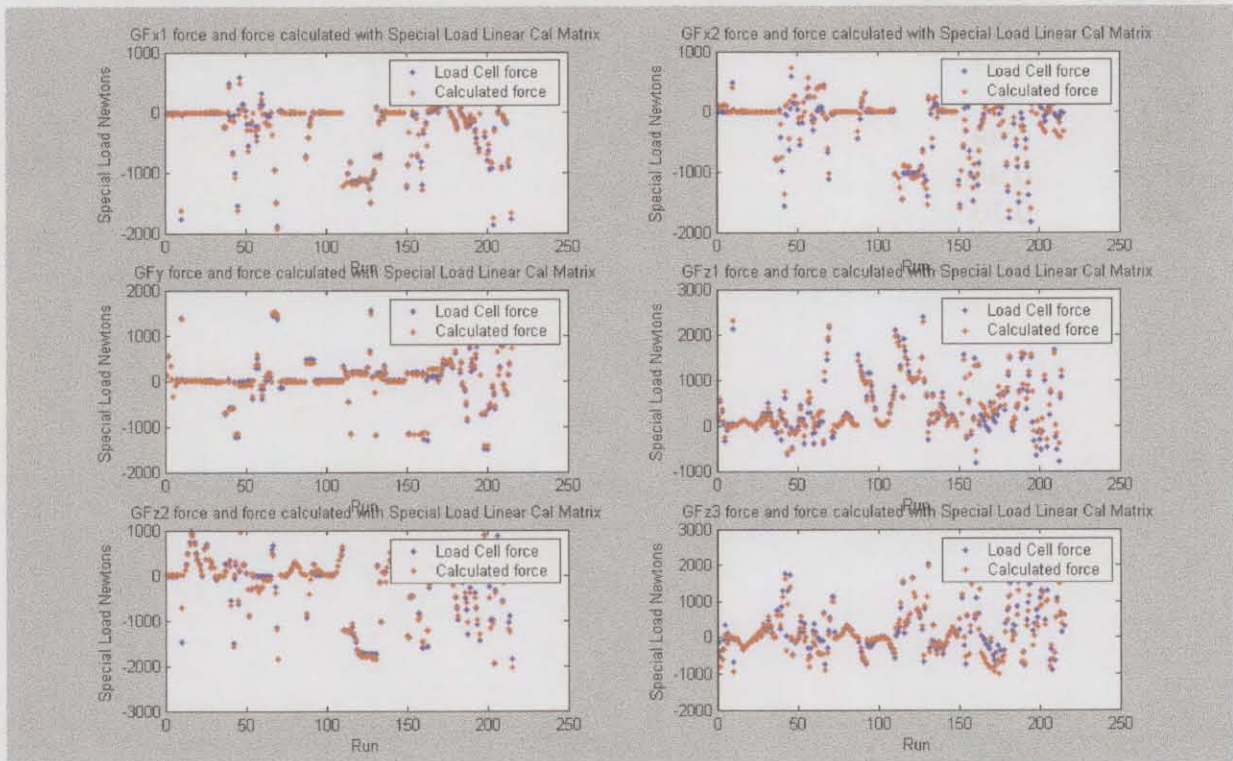 GFx1 force and force calculated with Special Load Linear Cal Matrix
1000
0
-1000
-2000
Special Load Newtons
Load Cell force
Calculated force
0 50 100 150 200 250
Run
GFx2 force and force calculated with Special Load Linear Cal Matrix
1000
0
-1000
-2000
Special Load Newtons
Load Cell force
Calculated force
0 50 100 150 200 250
Run
GFy force and force calculated with Special Load Linear Cal Matrix
2000
1000
0
-1000
-2000
Special Load Newtons
Load Cell force
Calculated force
0 50 100 150 200 250
Run
GFz1 force and force calculated with Special Load Linear Cal Matrix
3000
2000
1000
0
-1000
Special Load Newtons
Load Cell force
Calculated force
0 50 100 150 200 250
Run
GFz2 force and force calculated with Special Load Linear Cal Matrix
1000
0
-1000
-2000
-3000
Special Load Newtons
Load Cell force
Calculated force
0 50 100 150 200 250
Run
GFz3 force and force calculated with Special Load Linear Cal Matrix
3000
2000
1000
0
-1000
-2000
Special Load Newtons
Load Cell force
Calculated force
0 50 100 150 200 250
Run